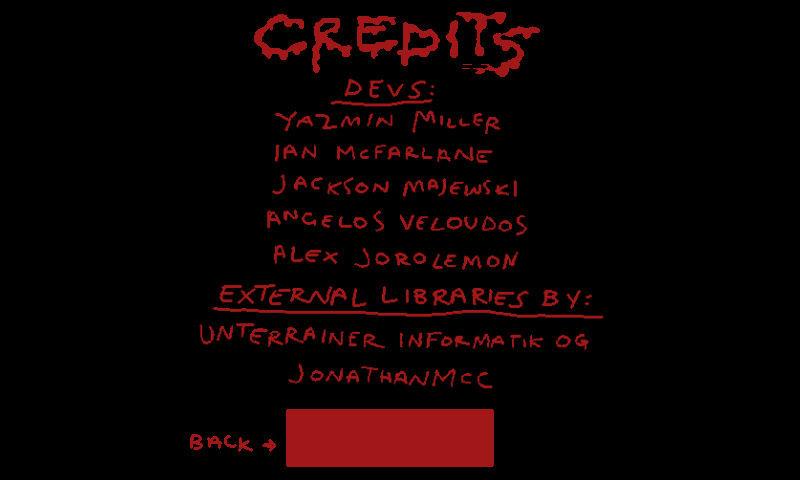 CREDITS
DEVS:
YAZMIN MILLER
IAN McFARLANE
JACKSON MAJEWSKI
ANGELOS VELOUDOS
ALEX JOROLEMON
EXTERNAL LIBRARIES BY:
UNTERRAINER INFORMATIK OG
JONATHANMcC
BACK →